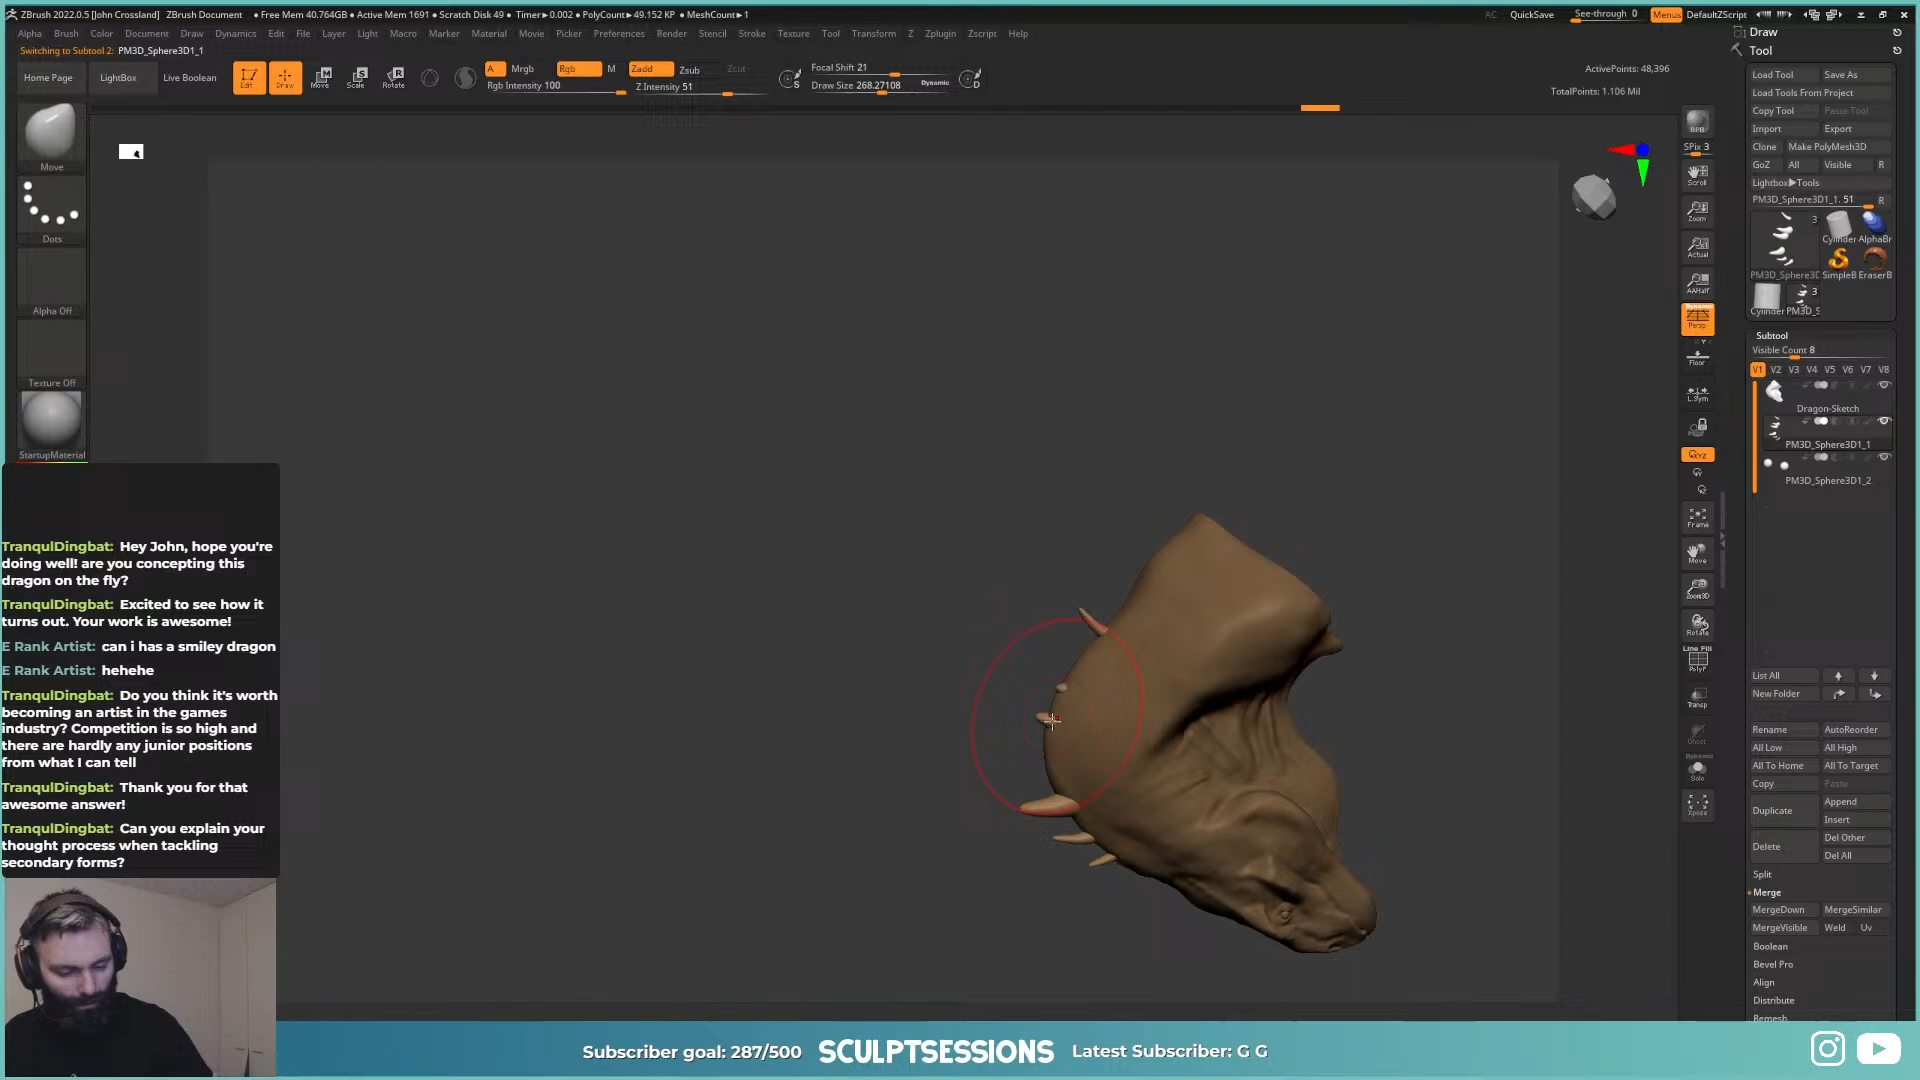 ZBrush 2022.0.5 [John Crossland]   ZBrush Document   ● Free Mem 40.764GB ● Active Mem 1691 ● Scratch Disk 49 ●  Timer▶0.002 ● PolyCount▶49.152 KP  ● MeshCount▶1
AC QuickSave See-through 0 Menus DefaultZScript
Alpha Brush Color Document Draw Dynamics Edit File Layer Light Macro Marker Material Movie Picker Preferences Render Stencil Stroke Texture Tool Transform Z Zplugin Zscript Help
Switching to Subtool 2: PM3D_Sphere3D1_1
Home Page LightBox Live Boolean Edit Draw Move Scale Rotate
A Mrgb Rgb M Zadd Zsub Zcut
Rgb Intensity 100 Z Intensity 51
Focal Shift 21
Draw Size 268.27108 Dynamic
S
D
ActivePoints: 48,396
TotalPoints: 1.106 Mil
Move
Dots
Alpha Off
Texture Off
StartupMaterial
TranqulDingbat: Hey John, hope you're
doing well! are you concepting this
dragon on the fly?
TranqulDingbat: Excited to see how it
turns out. Your work is awesome!
E Rank Artist: can i has a smiley dragon
E Rank Artist: hehehe
TranqulDingbat: Do you think it's worth
becoming an artist in the games
industry? Competition is so high and
there are hardly any junior positions
from what I can tell
TranqulDingbat: Thank you for that
awesome answer!
TranqulDingbat: Can you explain your
thought process when tackling
secondary forms?
BPR
SPix 3
Scroll
Zoom
Actual
AAHalf
Dynamic
Persp
Floor
L.Sym
XYZ
Frame
Move
Zoom3D
Rotate
Line Fill
PolyF
Transp
Ghost
Dynamic
Solo
Xpose
Draw
Tool
Load Tool Save As
Load Tools From Project
Copy Tool Paste Tool
Import Export
Clone Make PolyMesh3D
GoZ All Visible R
Lightbox▶Tools
PM3D_Sphere3D1_1. 51 R
3
Cylinder AlphaBr
PM3D_Sphere3D SimpleB EraserB
3
Cylinder PM3D_S
Subtool
Visible Count 8
V1 V2 V3 V4 V5 V6 V7 V8
Dragon-Sketch
PM3D_Sphere3D1_1
PM3D_Sphere3D1_2
List All
New Folder
Rename AutoReorder
All Low All High
All To Home All To Target
Copy Paste
Duplicate Append
Insert
Delete Del Other
Del All
Split
Merge
MergeDown MergeSimilar
MergeVisible Weld Uv
Boolean
Bevel Pro
Align
Distribute
Remesh
Subscriber goal: 287/500 SCULPTSESSIONS Latest Subscriber: G G